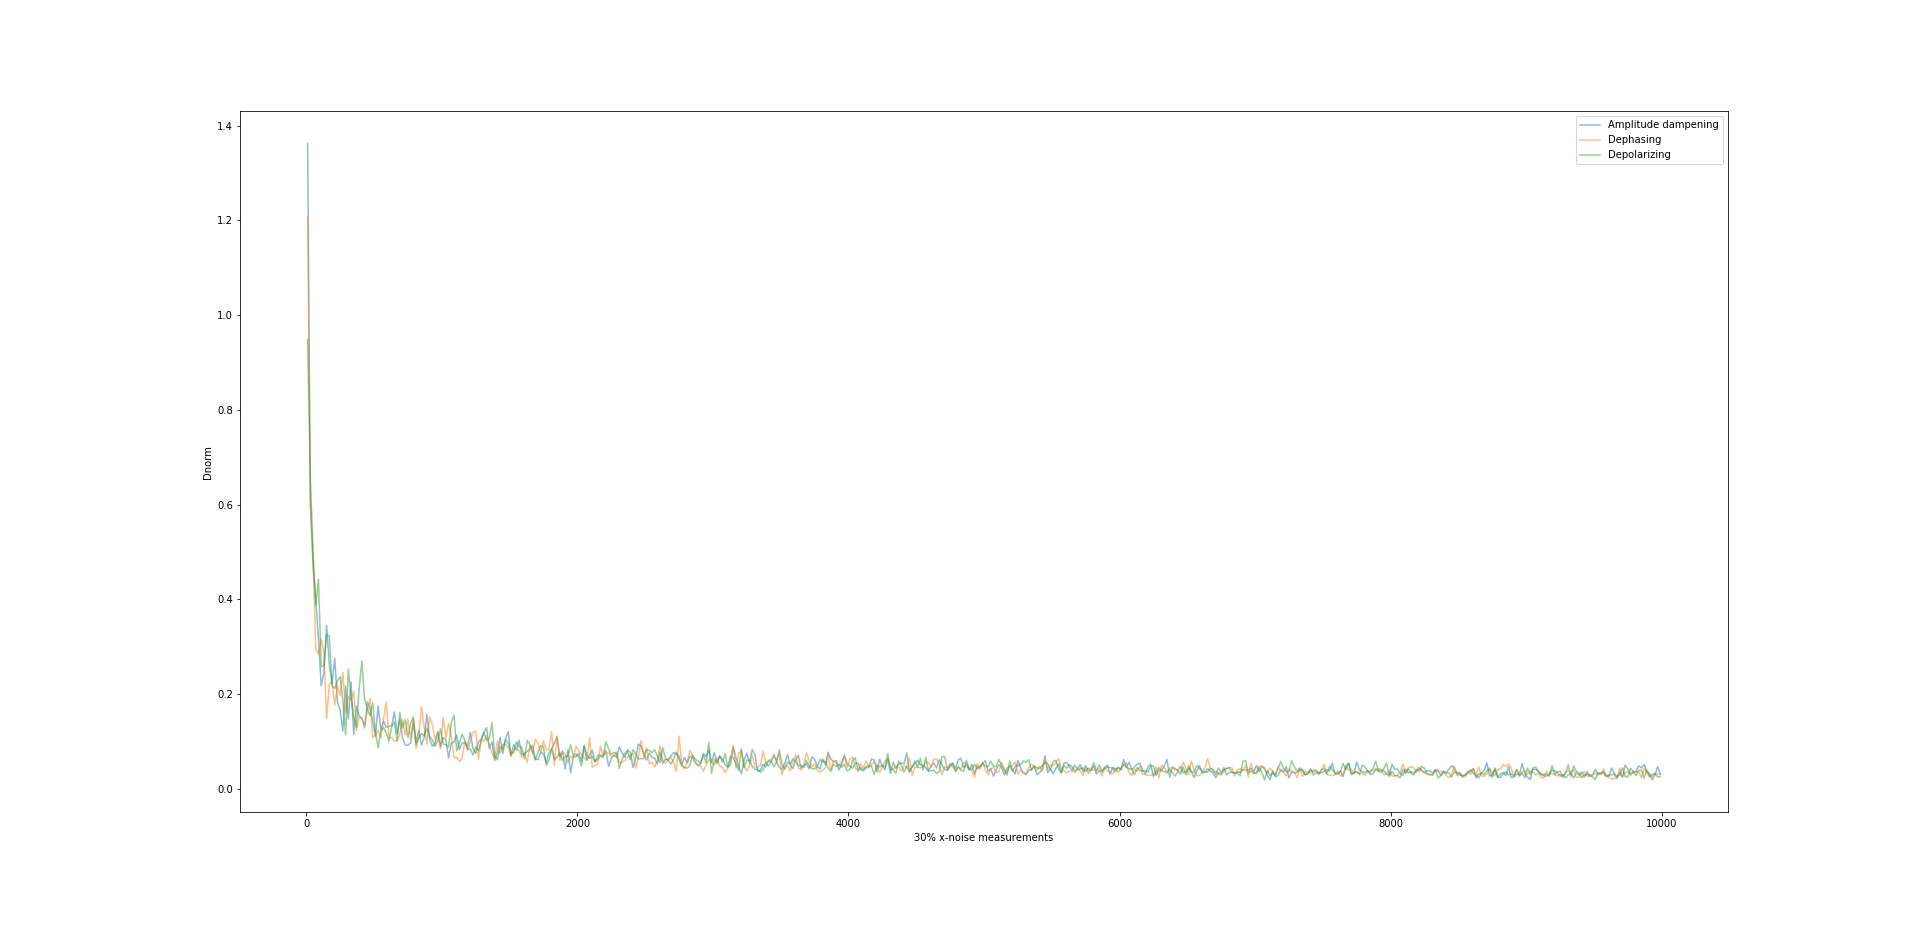 1.4
1.2
1.0
0.8
0.6
0.4
0.2
0.0
Dnorm
Amplitude dampening
Dephasing
Depolarizing
0 2000 4000 6000 8000 10000
30% x-noise measurements